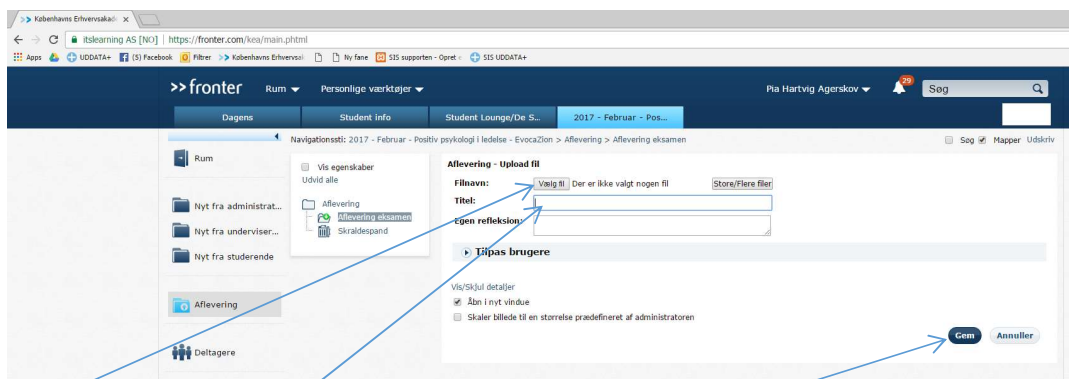 >> Københavns Erhvervsakad
itslearning AS [NO] | https://fronter.com/kea/main.phtml
Apps UDDATA+ (5) Facebook Filtrer >> Københavns Erhvervsa Ny fane SIS supporten - Opret SIS UDDATA+
>>fronter Rum Personlige værktøjer Pia Hartvig Agerskov 29 Søg
Dagens Student info Student Lounge/De S... 2017 - Februar - Pos...
Navigationssti: 2017 - Februar - Positiv psykologi i ledelse - EvocaZion > Aflevering > Aflevering eksamen Søg Mapper Udskriv
Rum
Nyt fra administrat...
Nyt fra underviser...
Nyt fra studerende
Aflevering
Deltagere
Vis egenskaber
Udvid alle
Aflevering
Aflevering eksamen
Skraldespand
Aflevering - Upload fil
Filnavn: Vælg fil Der er ikke valgt nogen fil Store/Flere filer
Titel:
Egen refleksion:
Tilpas brugere
Vis/Skjul detaljer
Åbn i nyt vindue
Skaler billede til en størrelse prædefineret af administratoren
Gem Annuller